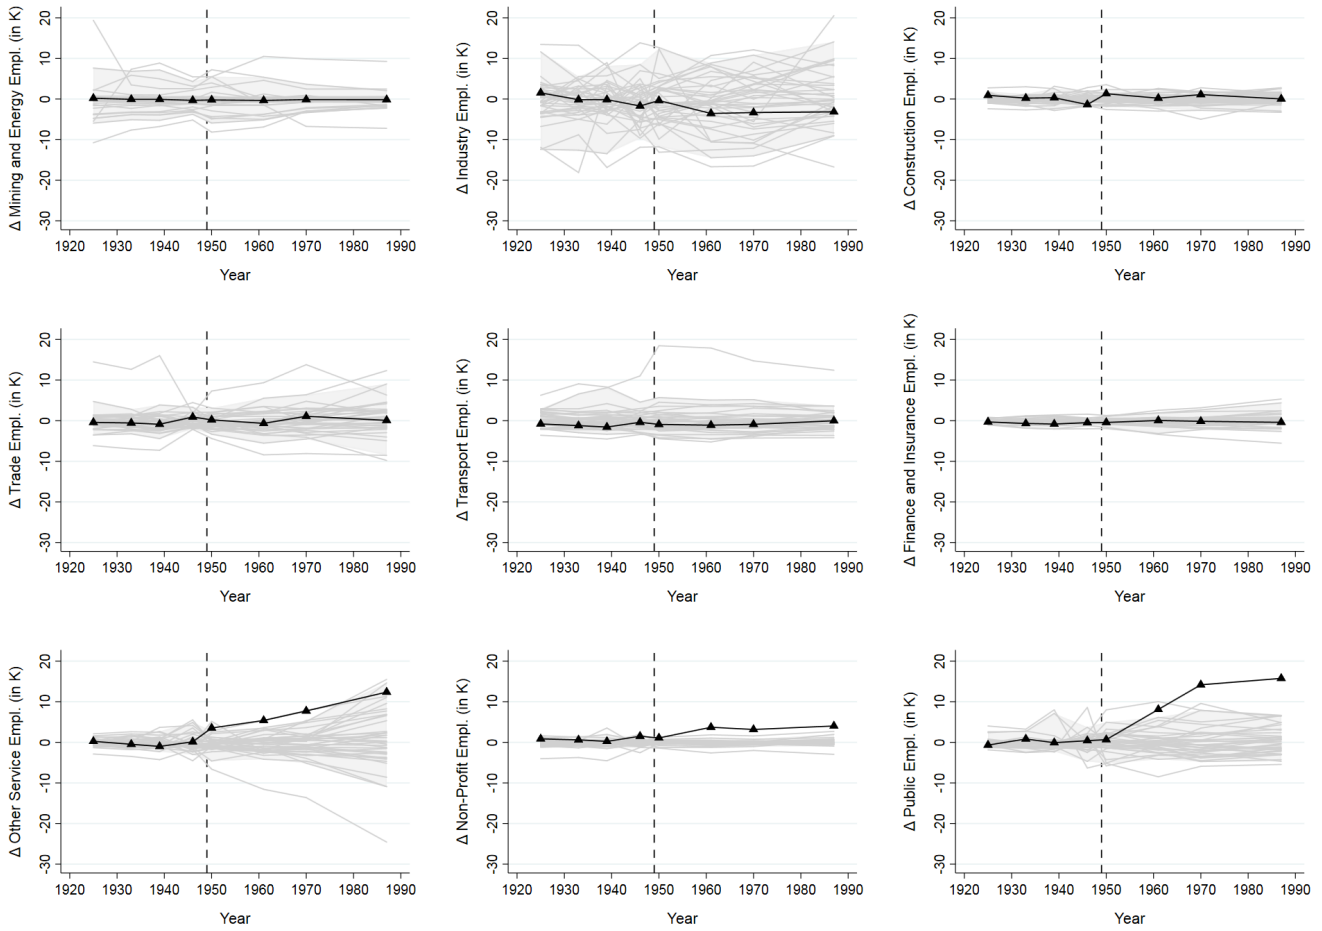 Δ Mining and Energy Empl. (in K)
20
10
0
10
20
-30
1920 1930 1940 1950 1960 1970 1980 1990
Year
Δ Industry Empl. (in K)
20
10
0
10
20
-30
1920 1930 1940 1950 1960 1970 1980 1990
Year
Δ Construction Empl. (in K)
20
10
0
10
20
-30
1920 1930 1940 1950 1960 1970 1980 1990
Year
Δ Trade Empl. (in K)
20
10
0
10
20
-30
1920 1930 1940 1950 1960 1970 1980 1990
Year
Δ Transport Empl. (in K)
20
10
0
10
20
-30
1920 1930 1940 1950 1960 1970 1980 1990
Year
Δ Finance and Insurance Empl. (in K)
20
10
0
10
20
-30
1920 1930 1940 1950 1960 1970 1980 1990
Year
Δ Other Service Empl. (in K)
20
10
0
10
20
-30
1920 1930 1940 1950 1960 1970 1980 1990
Year
Δ Non-Profit Empl. (in K)
20
10
0
10
20
-30
1920 1930 1940 1950 1960 1970 1980 1990
Year
Δ Public Empl. (in K)
20
10
0
10
20
-30
1920 1930 1940 1950 1960 1970 1980 1990
Year